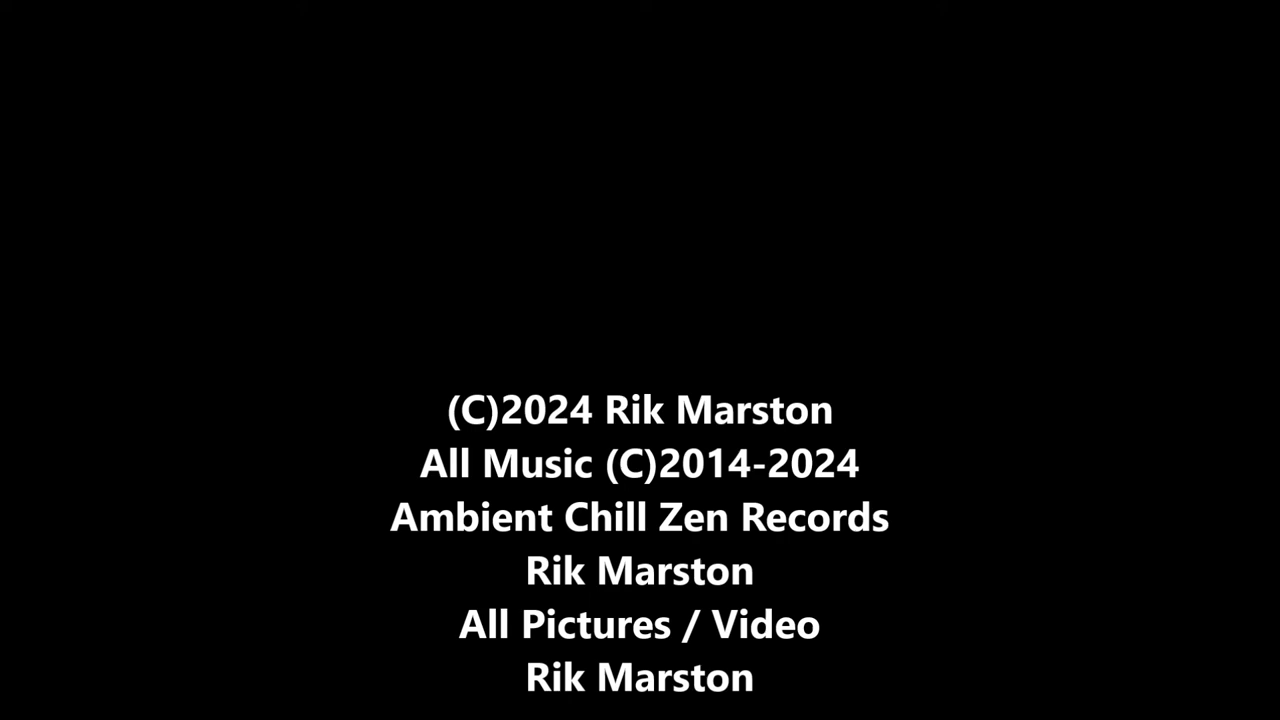 (C)2024 Rik Marston
All Music (C)2014-2024
Ambient Chill Zen Records
Rik Marston
All Pictures / Video
Rik Marston